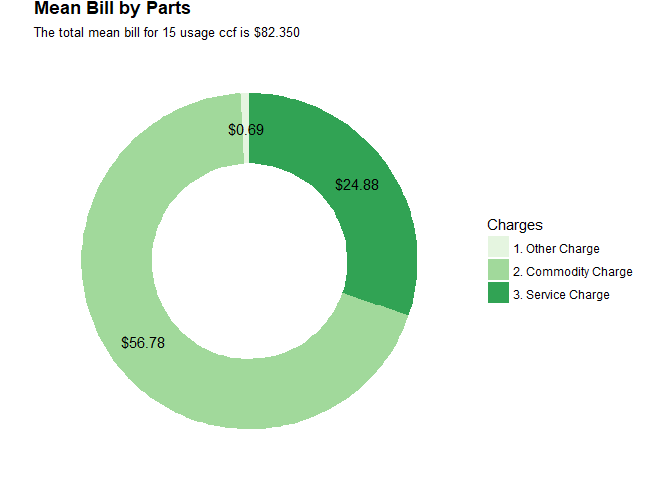 Mean Bill by Parts
The total mean bill for 15 usage ccf is $82.350
$0.69
$24.88
$56.78
Charges
1. Other Charge
2. Commodity Charge
3. Service Charge